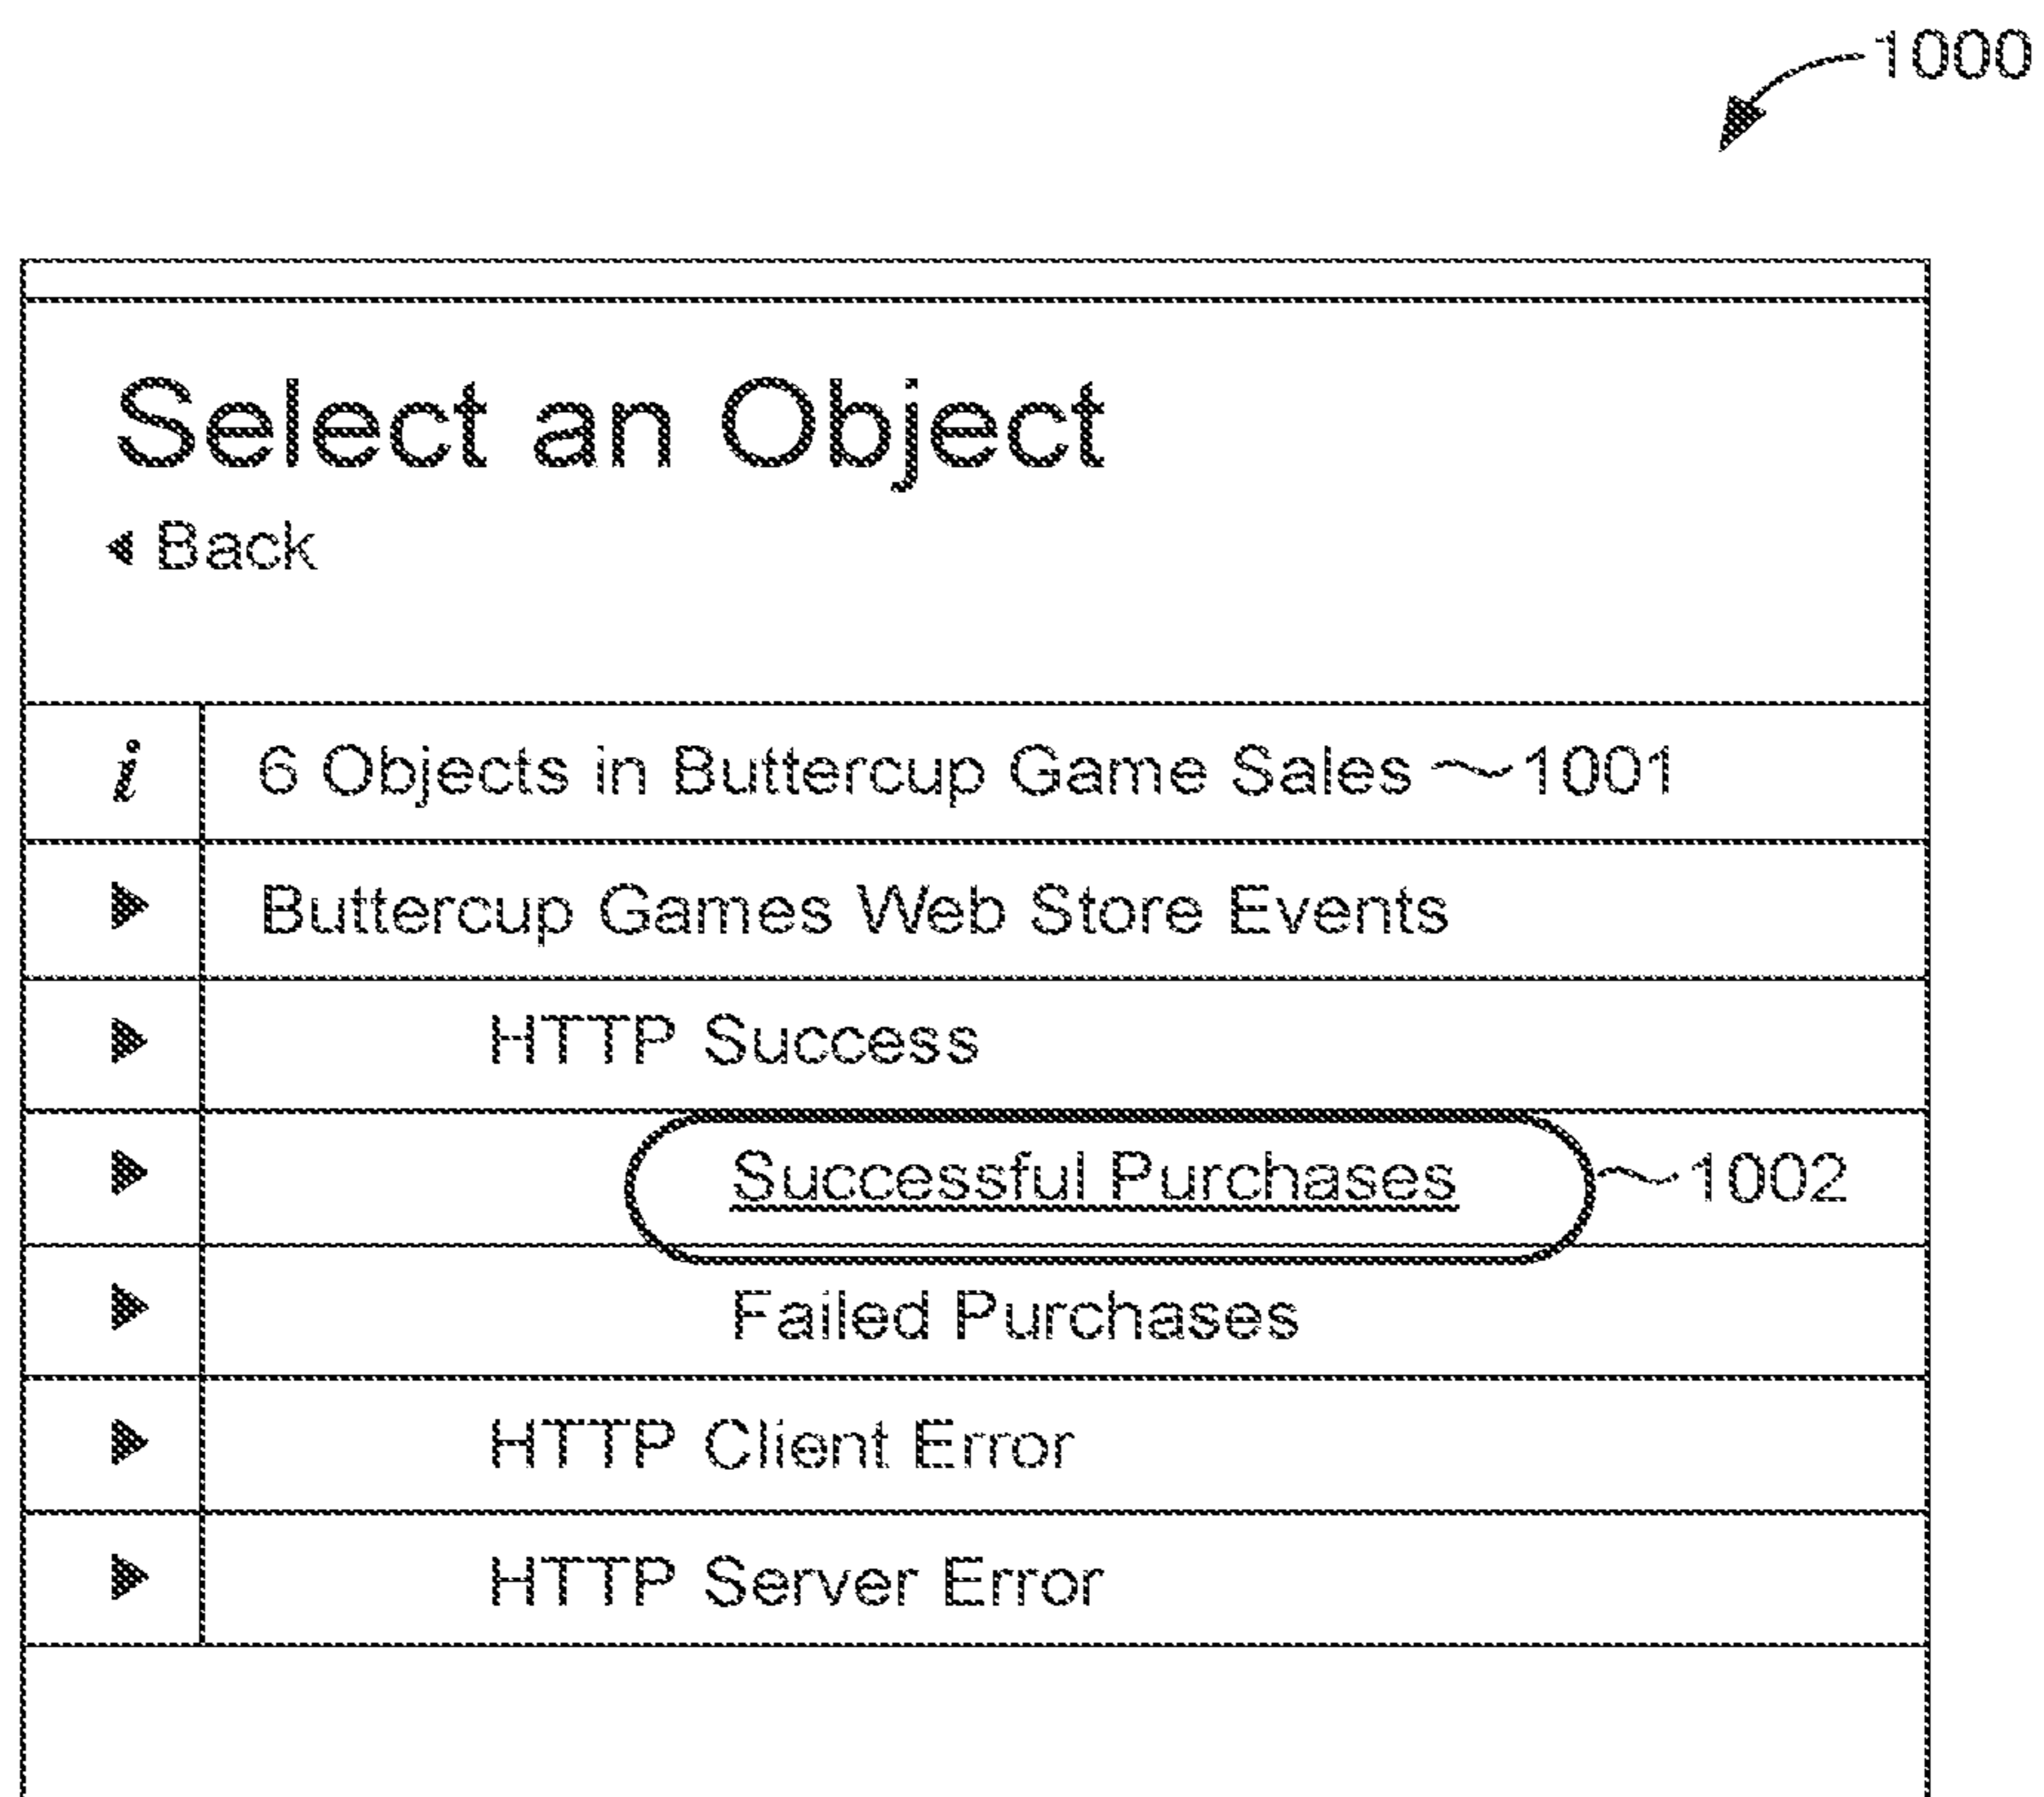 1000
Select an Object
Back
i 6 Objects in Buttercup Game Sales 1001
Buttercup Games Web Store Events
HTTP Success
Successful Purchases 1002
Failed Purchases
HTTP Client Error
HTTP Server Error